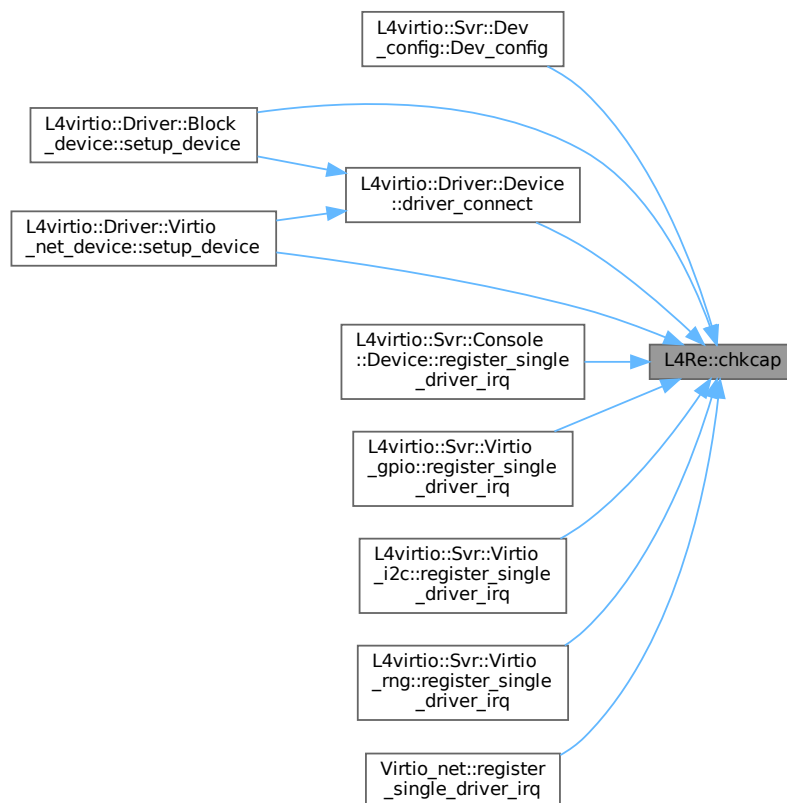 L4virtio::Svr::Dev
_config::Dev_config
L4virtio::Driver::Block
_device::setup_device
L4virtio::Driver::Device
::driver_connect
L4virtio::Driver::Virtio
_net_device::setup_device
L4virtio::Svr::Console
::Device::register_single
_driver_irq
L4Re::chkcap
L4virtio::Svr::Virtio
_gpio::register_single
_driver_irq
L4virtio::Svr::Virtio
_i2c::register_single
_driver_irq
L4virtio::Svr::Virtio
_rng::register_single
_driver_irq
Virtio_net::register
_single_driver_irq